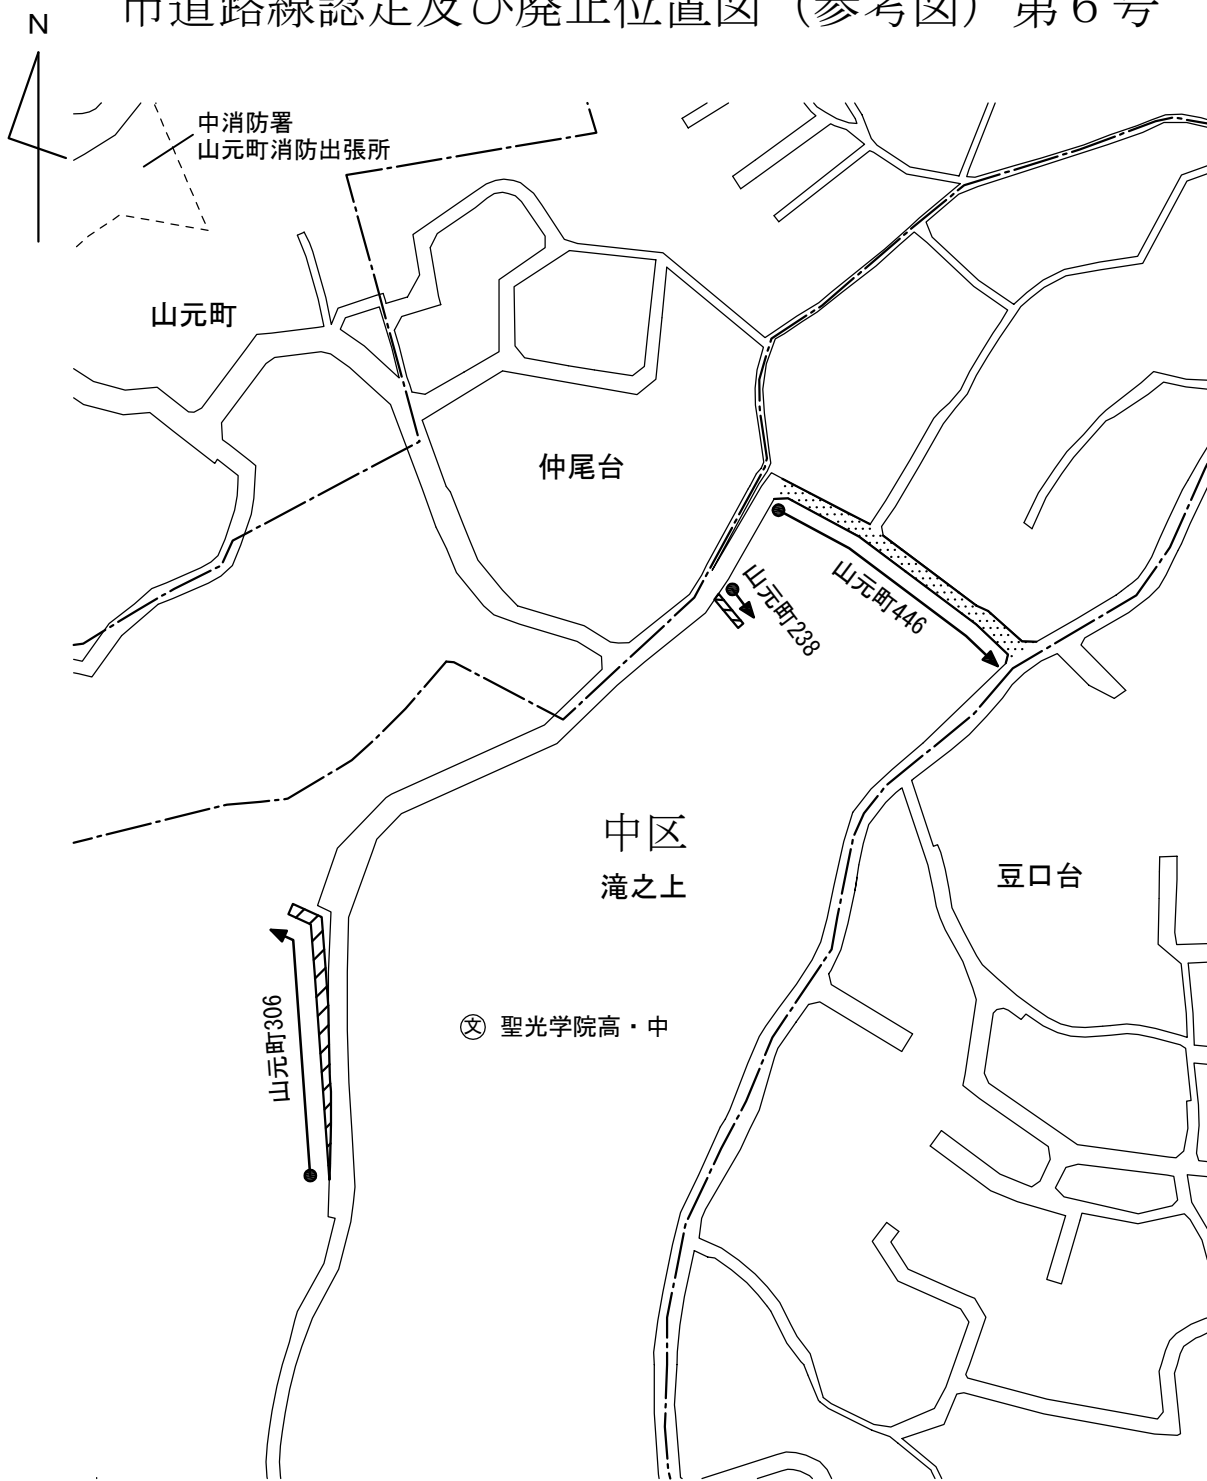 市道路線認定及び廃止位置図（参考図）第６号
N
中消防署
山元町消防出張所
山元町
仲尾台
山元町446
山元町238
中区
滝之上
豆口台
山元町306
文 聖光学院高・中